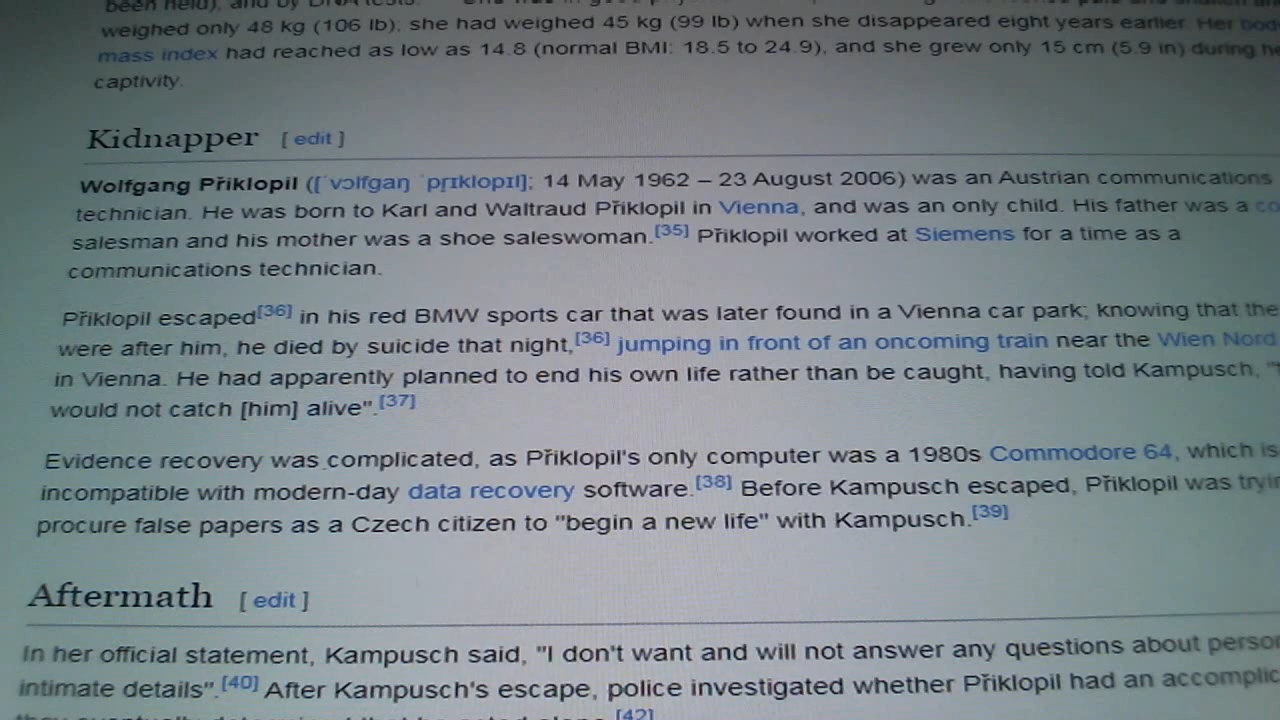 been held), and by DNA tests.
weighed only 48 kg (106 lb); she had weighed 45 kg (99 lb) when she disappeared eight years earlier. Her
mass index had reached as low as 14.8 (normal BMI: 18.5 to 24.9), and she grew only 15 cm (5.9 in) during
captivity.
Kidnapper [ edit ]
Wolfgang Přiklopil ([ˈvɔlfɡaŋ ˈpr̝ɪklopɪl]; 14 May 1962 – 23 August 2006) was an Austrian communications
technician. He was born to Karl and Waltraud Přiklopil in Vienna, and was an only child. His father was a
salesman and his mother was a shoe saleswoman.[35] Přiklopil worked at Siemens for a time as a
communications technician.
Přiklopil escaped[36] in his red BMW sports car that was later found in a Vienna car park; knowing that the
were after him, he died by suicide that night,[36] jumping in front of an oncoming train near the Wien Nord
in Vienna. He had apparently planned to end his own life rather than be caught, having told Kampusch, "
would not catch [him] alive".[37]
Evidence recovery was complicated, as Přiklopil's only computer was a 1980s Commodore 64, which is
incompatible with modern-day data recovery software.[38] Before Kampusch escaped, Přiklopil was
procure false papers as a Czech citizen to "begin a new life" with Kampusch.[39]
Aftermath [ edit ]
In her official statement, Kampusch said, "I don't want and will not answer any questions about
intimate details".[40] After Kampusch's escape, police investigated whether Přiklopil had an
[42]